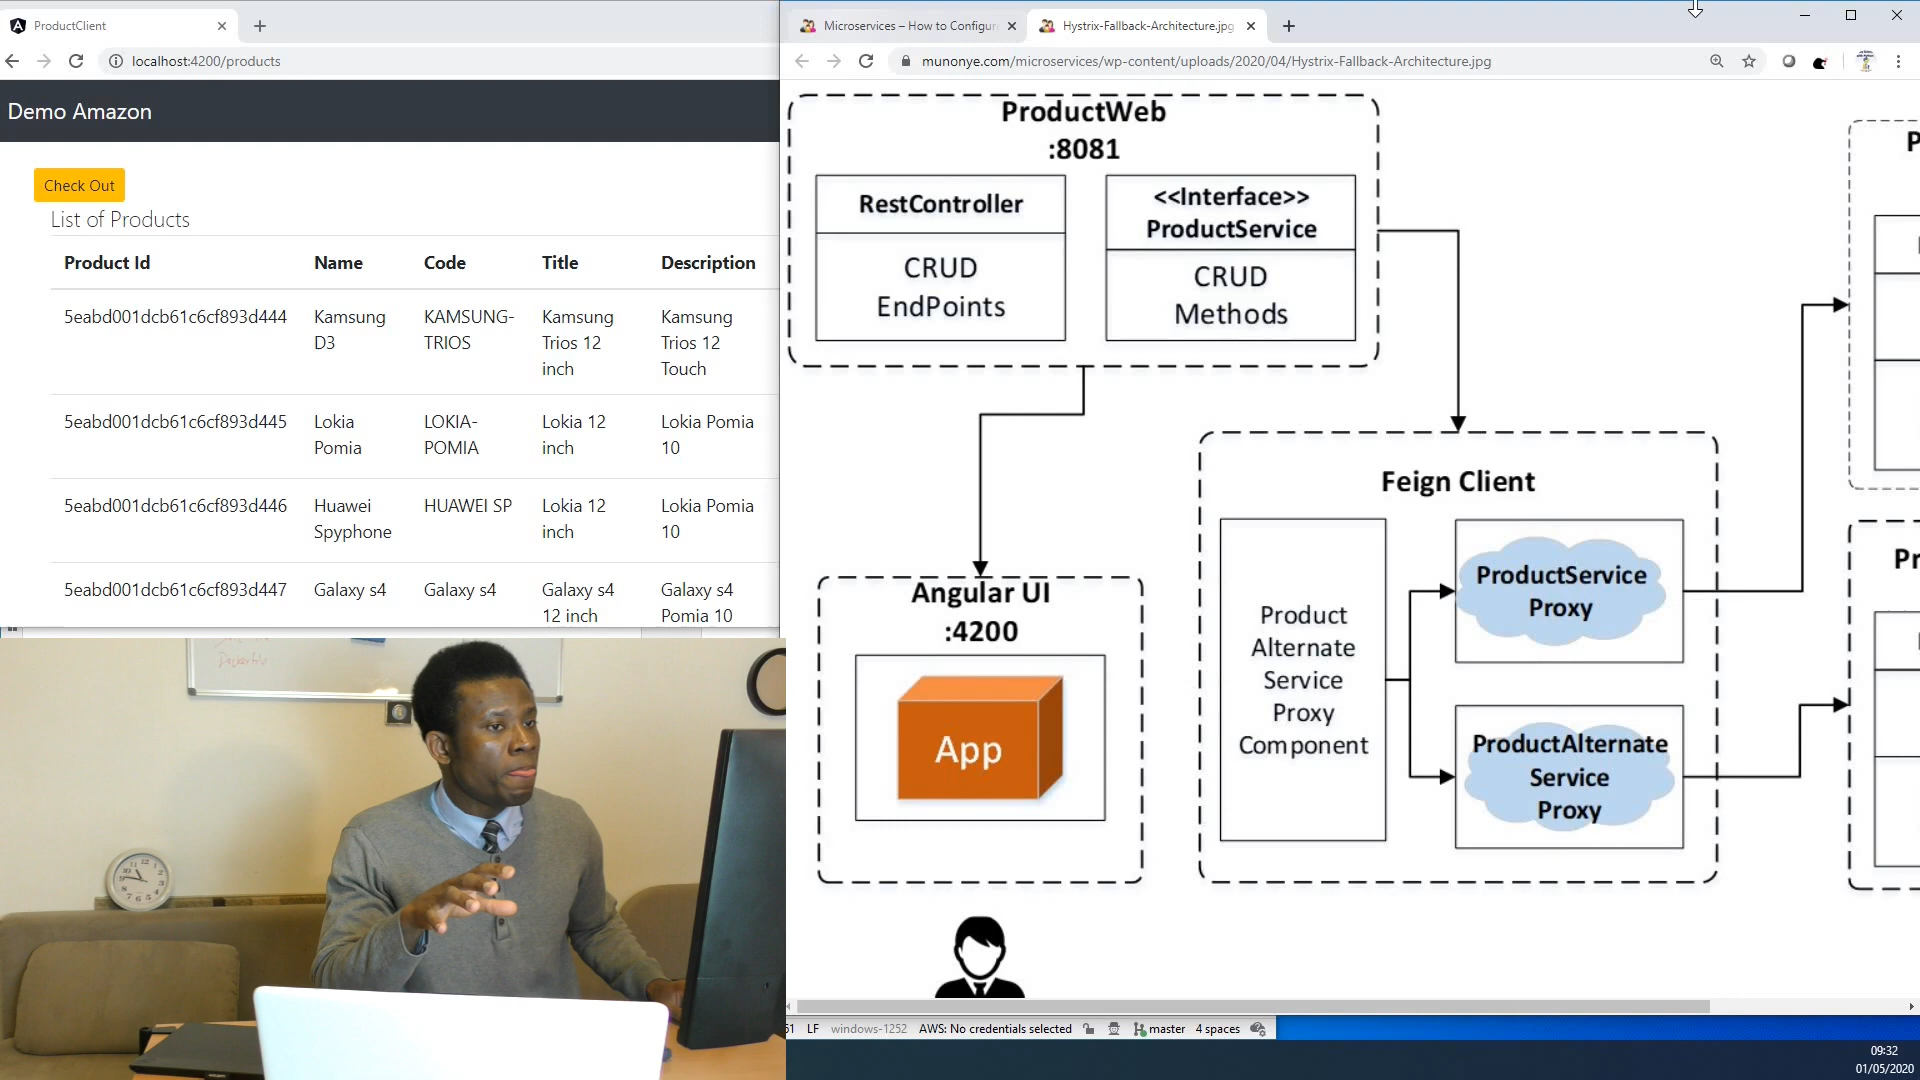 ProductClient
localhost:4200/products
Demo Amazon
Check Out
List of Products
Product Id Name Code Title Description
5eabd001dcb61c6cf893d444 Kamsung D3 KAMSUNG-TRIOS Kamsung Trios 12 inch Kamsung Trios 12 Touch
5eabd001dcb61c6cf893d445 Lokia Pomia LOKIA-POMIA Lokia 12 inch Lokia Pomia 10
5eabd001dcb61c6cf893d446 Huawei Spyphone HUAWEI SP Lokia 12 inch Lokia Pomia 10
5eabd001dcb61c6cf893d447 Galaxy s4 Galaxy s4 Galaxy s4 12 inch Galaxy s4 Pomia 10
Microservices – How to Configur
Hystrix-Fallback-Architecture.jpg
munonye.com/microservices/wp-content/uploads/2020/04/Hystrix-Fallback-Architecture.jpg
ProductWeb
:8081
RestController
CRUD
EndPoints
<<Interface>>
ProductService
CRUD
Methods
Feign Client
Product
Alternate
Service
Proxy
Component
ProductService
Proxy
ProductAlternate
Service
Proxy
Angular UI
:4200
App
P
Pr
LF windows-1252 AWS: No credentials selected master 4 spaces
09:32
01/05/2020